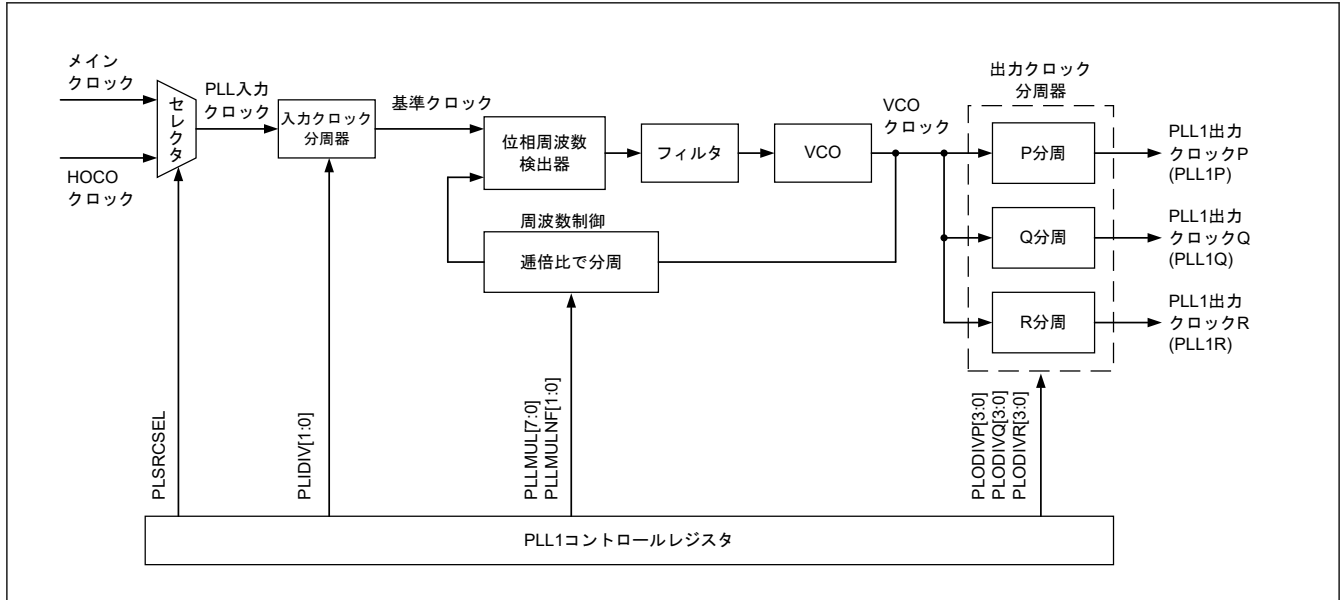 メイン
クロック
HOCO
クロック
セレクタ
PLL入力
クロック
入力クロック
分周器
基準クロック
位相周波数
検出器
フィルタ
VCO
VCO
クロック
周波数制御
逓倍比で分周
出力クロック
分周器
P分周
Q分周
R分周
PLL1出力
クロックP
(PLL1P)
PLL1出力
クロックQ
(PLL1Q)
PLL1出力
クロックR
(PLL1R)
PLSRCSEL
PLIDIV[1:0]
PLLMUL[7:0]
PLLMULNF[1:0]
PLODIVP[3:0]
PLODIVQ[3:0]
PLODIVR[3:0]
PLL1コントロールレジスタ